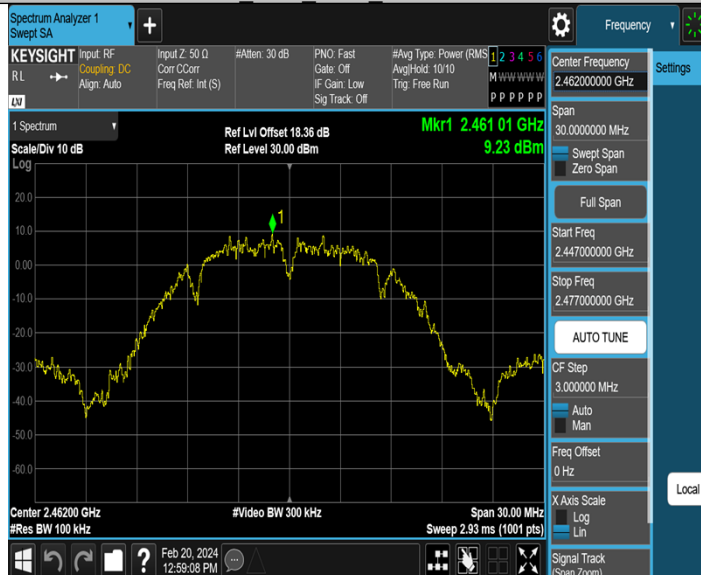 Spectrum Analyzer 1
Swept SA
+
Frequency
KEYSIGHT
RL
LXI
Input: RF
Coupling: DC
Align: Auto
Input Z: 50 Ω
Corr CCorr
Freq Ref: Int (S)
#Atten: 30 dB
PNO: Fast
Gate: Off
IF Gain: Low
Sig Track: Off
#Avg Type: Power (RMS
Avg|Hold: 10/10
Trig: Free Run
1 2 3 4 5 6
M W W W W W
P P P P P P
1 Spectrum
Scale/Div 10 dB
Log
Ref Lvl Offset 18.36 dB
Ref Level 30.00 dBm
Mkr1 2.461 01 GHz
9.23 dBm
20.0
10.0
0.00
-10.0
-20.0
-30.0
-40.0
-50.0
-60.0
1
Center 2.46200 GHz
#Res BW 100 kHz
#Video BW 300 kHz
Span 30.00 MHz
Sweep 2.93 ms (1001 pts)
?
Feb 20, 2024
12:59:08 PM
Center Frequency
2.462000000 GHz
Span
30.0000000 MHz
Swept Span
Zero Span
Full Span
Start Freq
2.447000000 GHz
Stop Freq
2.477000000 GHz
AUTO TUNE
CF Step
3.000000 MHz
Auto
Man
Freq Offset
0 Hz
X Axis Scale
Log
Lin
Signal Track
(Span Zoom)
Settings
Local